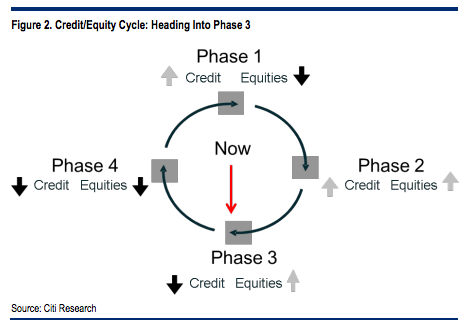 Figure 2. Credit/Equity Cycle: Heading Into Phase 3
Phase 1
Credit Equities
Now
Phase 4
Credit Equities
Phase 2
Credit Equities
Phase 3
Credit Equities
Source: Citi Research